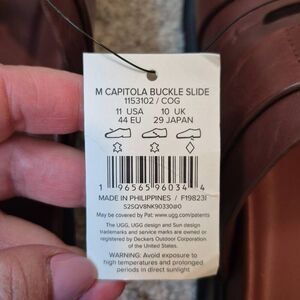 M CAPITOLA BUCKLE SLIDE
1153102 / COG
11 USA 10 UK
44 EU 29 JAPAN
1 96565 96034 4
MADE IN PHILIPPINES / F19823I
S2SQV8NK90330#0
May be covered by Pat: www.ugg.com/patents
The UGG, UGG design and Sun design
trademarks and service marks are owned or
registered by Deckers Outdoor Corporation
of the United States.
WARNING: Avoid exposure to
high temperatures and prolonged
periods in direct sunlight